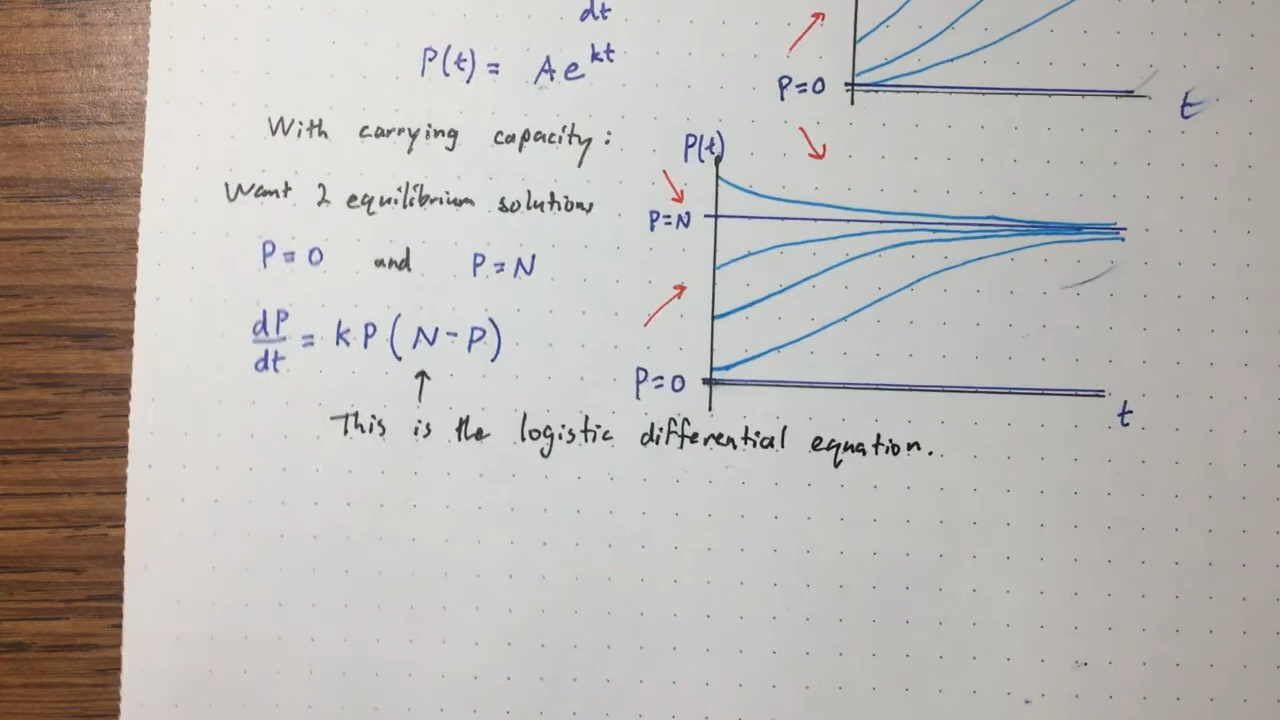 dt
P(t) = Ae^kt
P=0
t
With carrying capacity:
Want 2 equilibrium solutions
P=0 and P=N
dP/dt = kP(N-P)
This is the logistic differential equation.
P(t)
P=N
P=0
t